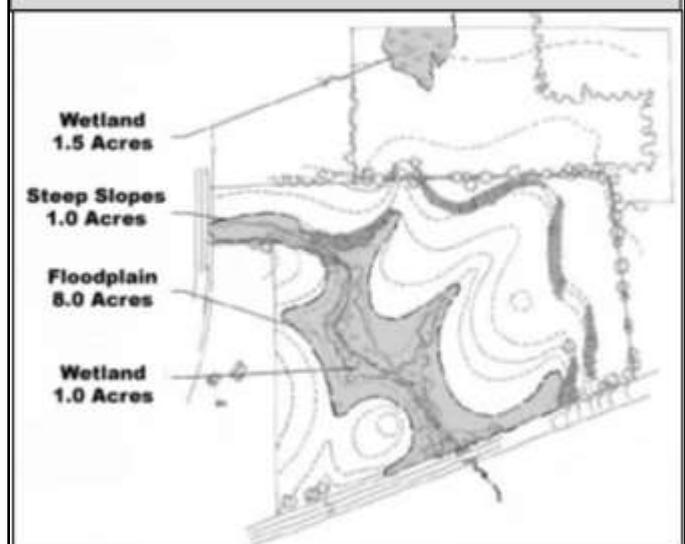 Wetland
1.5 Acres
Steep Slopes
1.0 Acres
Floodplain
8.0 Acres
Wetland
1.0 Acres